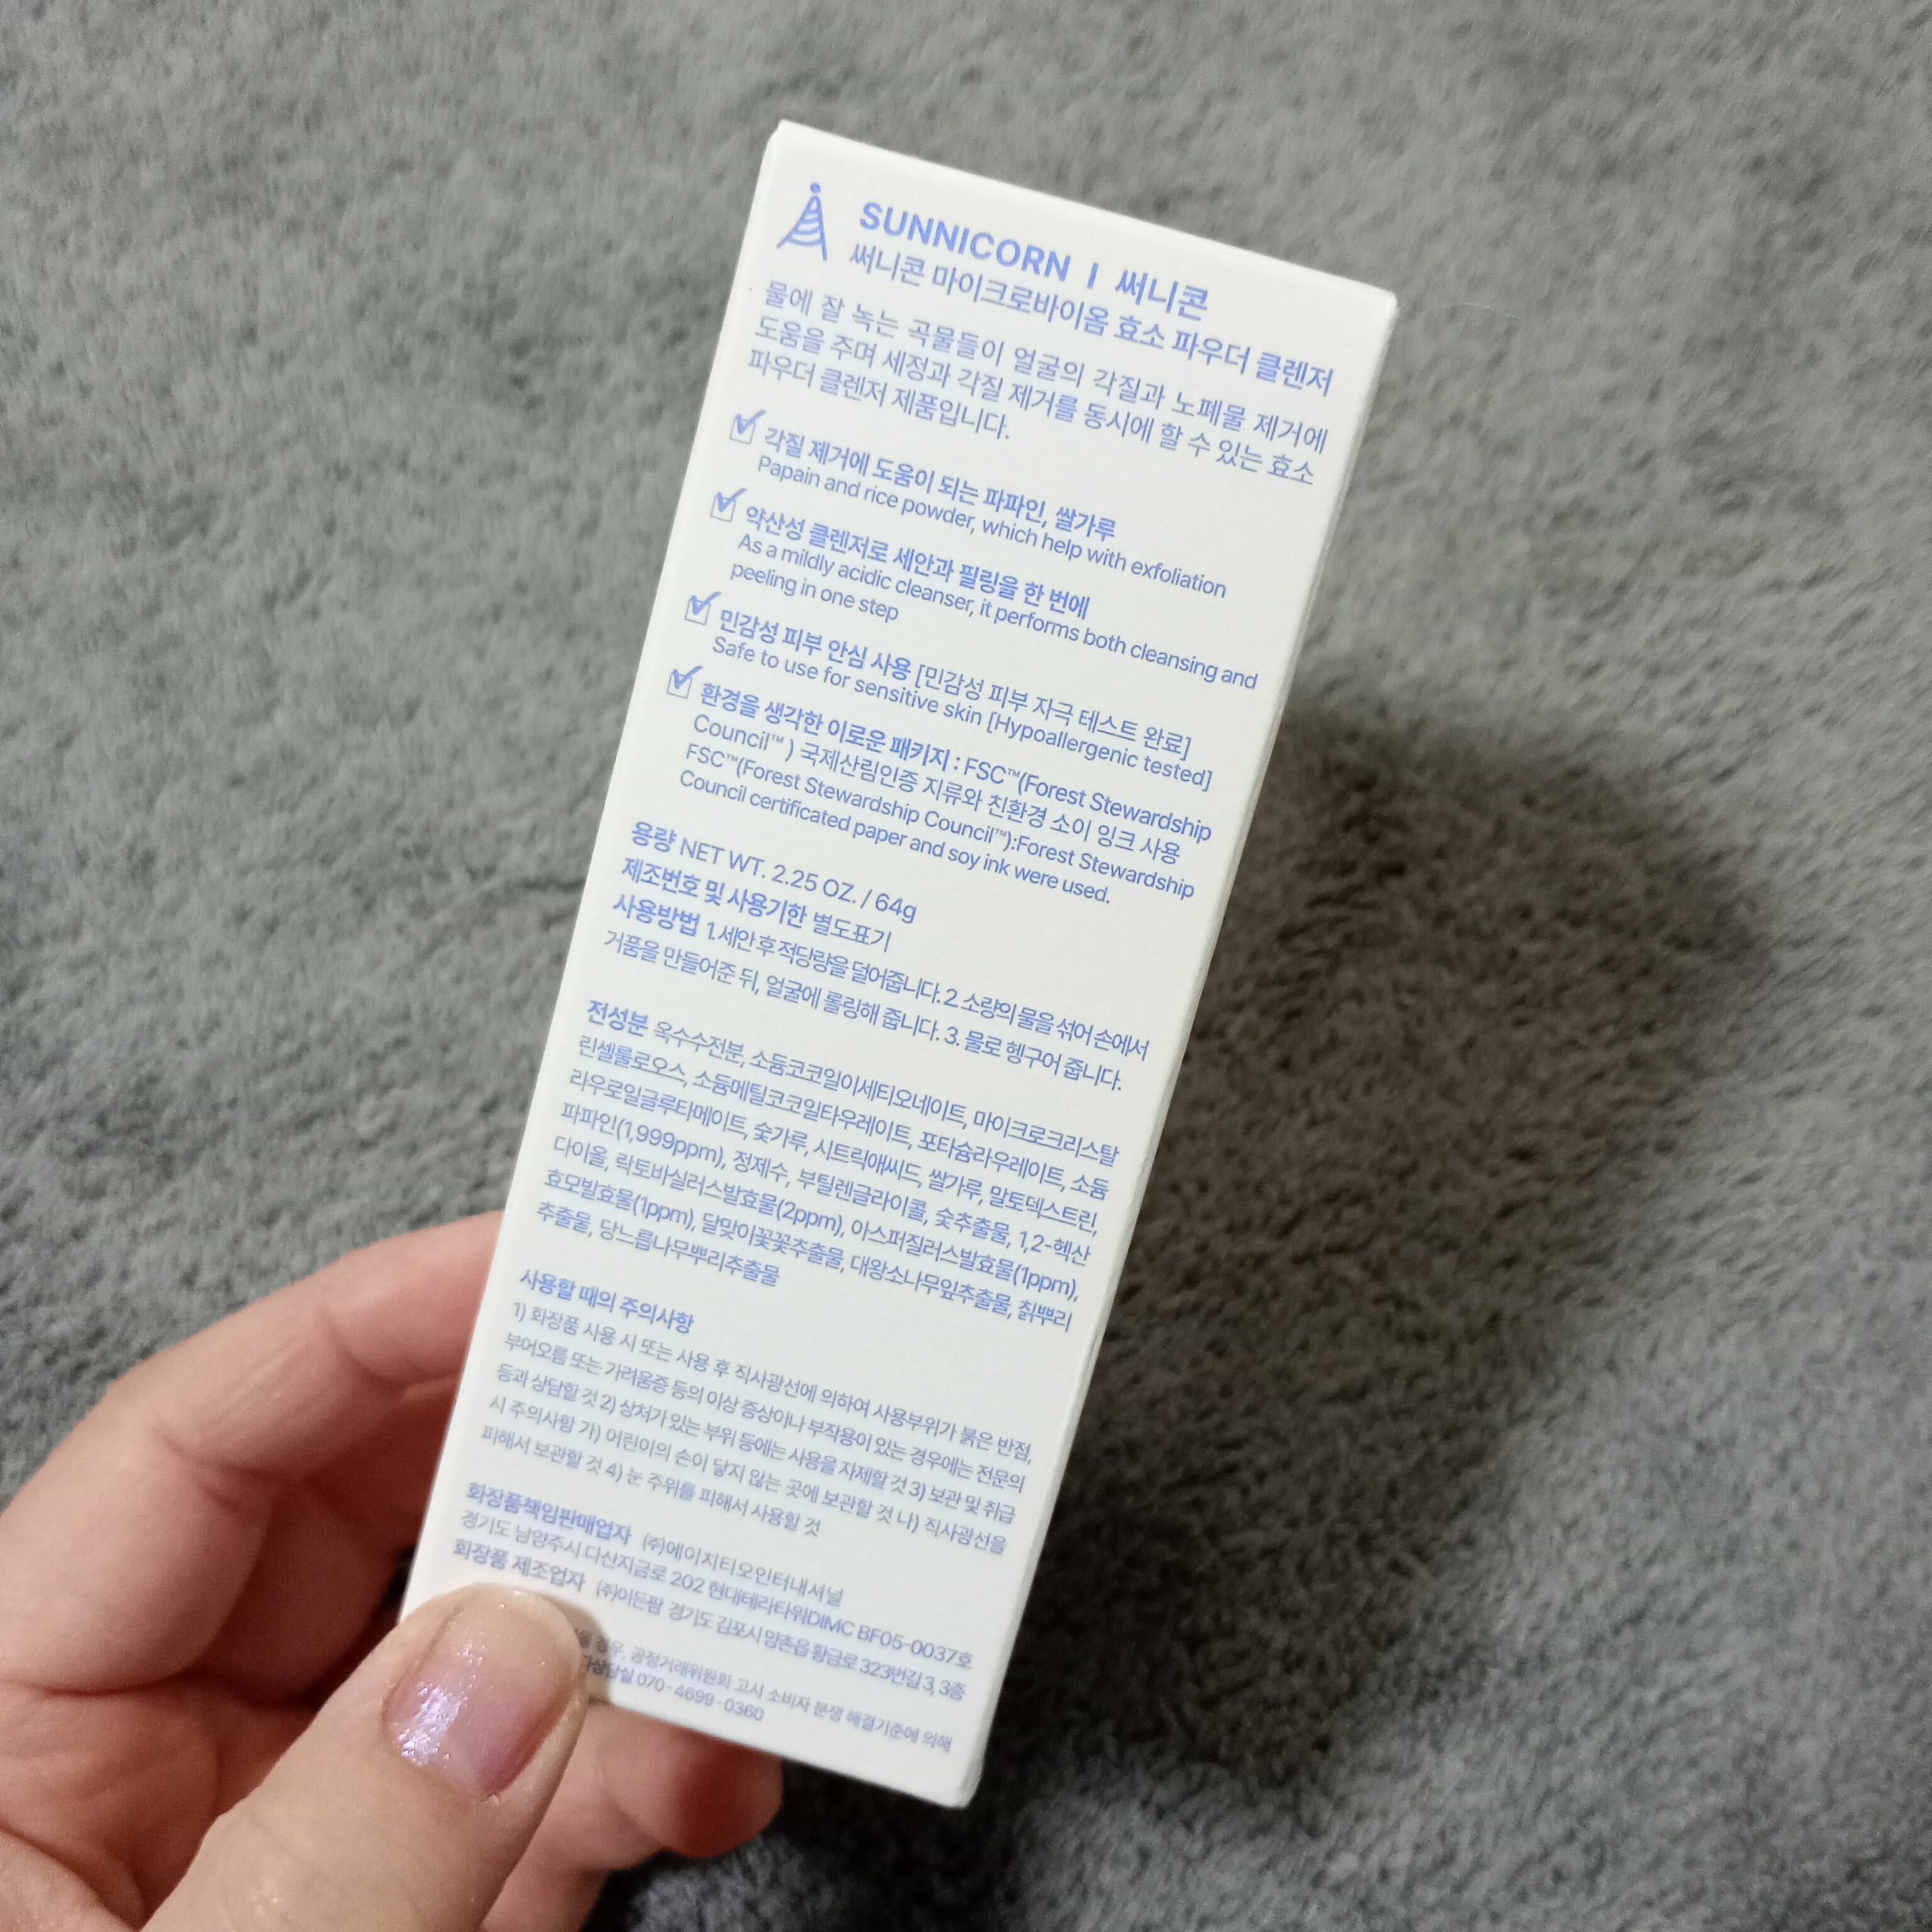 SUNNICORN | 써니콘
써니콘 마이크로바이옴 효소 파우더 클렌저
물에 잘 녹는 곡물들이 얼굴의 각질과 노폐물 제거에
도움을 주며 세정과 각질 제거를 동시에 할 수 있는 효소
파우더 클렌저 제품입니다.
각질 제거에 도움이 되는 파파인, 쌀가루
Papain and rice powder, which help with exfoliation
약산성 클렌저로 세안과 필링을 한 번에
As a mildly acidic cleanser, it performs both cleansing and
peeling in one step
민감성 피부 안심 사용 [민감성 피부 자극 테스트 완료]
Safe to use for sensitive skin [Hypoallergenic tested]
환경을 생각한 이로운 패키지 : FSC™(Forest Stewardship
Council™ ) 국제산림인증 지류와 친환경 소이 잉크 사용
FSC™(Forest Stewardship Council™):Forest Stewardship
Council certificated paper and soy ink were used.
용량 NET WT. 2.25 OZ. / 64g
제조번호 및 사용기한 별도표기
사용방법 1.세안 후 적당량을 덜어줍니다. 2. 소량의 물을 섞어 손에서
거품을 만들어준 뒤, 얼굴에 롤링해 줍니다. 3. 물로 헹구어 줍니다.
전성분 옥수수전분, 소듐코코일이세티오네이트, 마이크로크리스탈
린셀룰로오스, 소듐메틸코코일타우레이트, 포타슘라우레이트, 소듐
라우로일글루타메이트, 숯가루, 시트릭애씨드, 쌀가루, 말토덱스트린,
파파인(1,999ppm), 정제수, 부틸렌글라이콜, 숯추출물, 1,2-헥산
다이올, 락토바실러스발효물(2ppm), 아스퍼질러스발효물(1ppm),
효모발효물(1ppm), 달맞이꽃꽃추출물, 대왕소나무잎추출물, 칡뿌리
추출물, 당느릅나무뿌리추출물
사용할 때의 주의사항
1) 화장품 사용 시 또는 사용 후 직사광선에 의하여 사용부위가 붉은 반점,
부어오름 또는 가려움증 등의 이상 증상이나 부작용이 있는 경우에는 전문의
등과 상담할 것 2) 상처가 있는 부위 등에는 사용을 자제할 것 3) 보관 및 취급
시 주의사항 가) 어린이의 손이 닿지 않는 곳에 보관할 것 나) 직사광선을
피해서 보관할 것 4) 눈 주위를 피해서 사용할 것
화장품책임판매업자 (주)에이치티오인터내셔널
경기도 남양주시 다산지금로 202 현대테라타워DIMC BF05-0037호
화장품 제조업자 (주)이든팜 경기도 김포시 양촌읍 황금로 323번길 3, 3층
경우, 공정거래위원회 고시 소비자 분쟁 해결기준에 의해
070-4699-0360